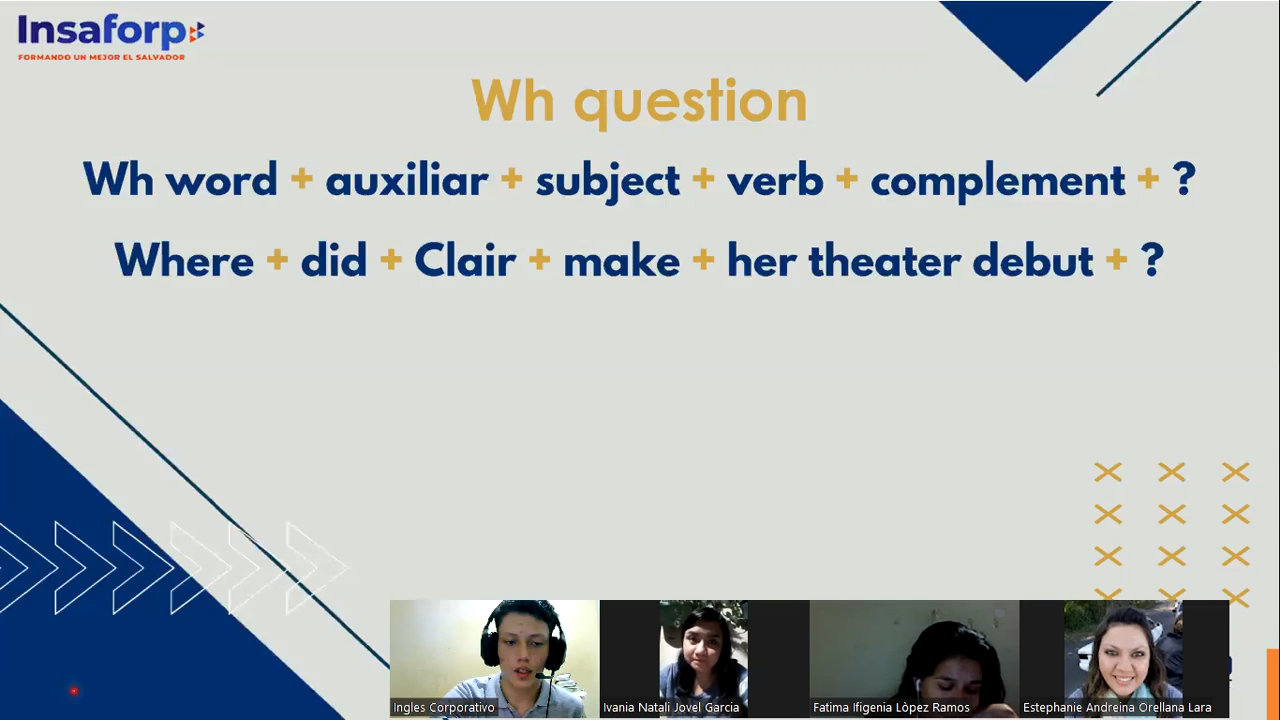 Insaforp
FORMANDO UN MEJOR EL SALVADOR
Wh question
Wh word + auxiliar + subject + verb + complement + ?
Where + did + Clair + make + her theater debut + ?
Ingles Corporativo
Ivania Natali Jovel Garcia
Fatima Ifigenia Lòpez Ramos
Estephanie Andreina Orellana Lara